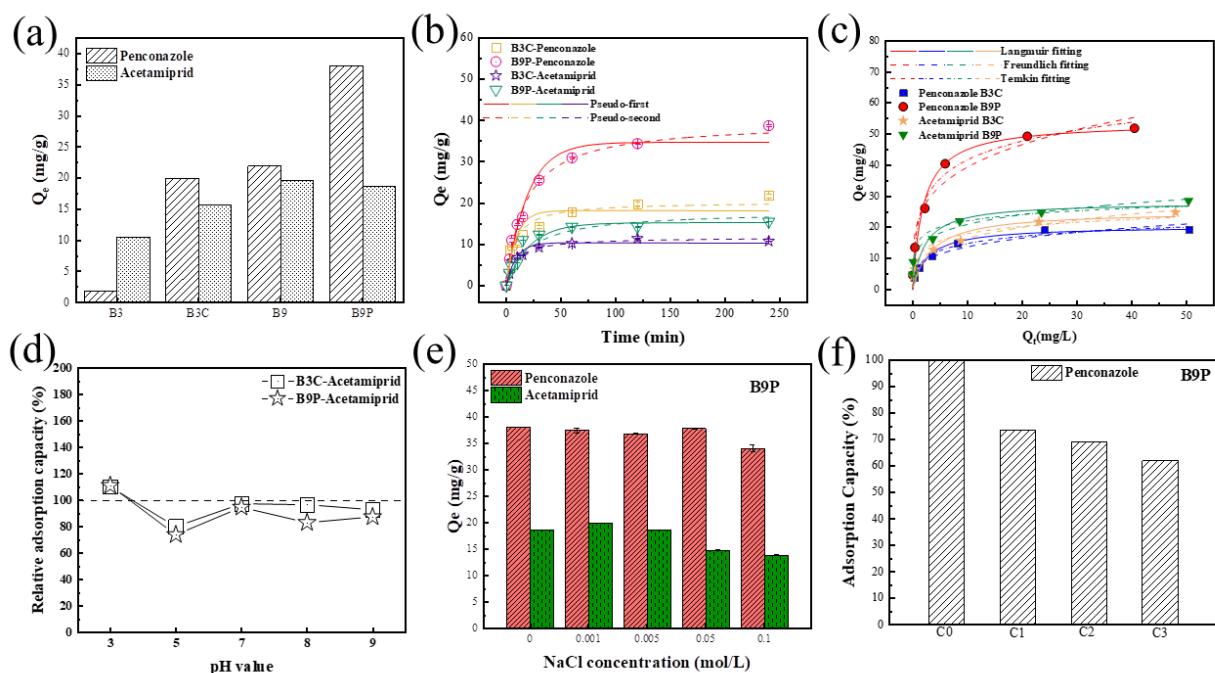 (a)
Penconazole
Acetamiprid
40
35
30
25
20
15
10
5
0
Qe (mg/g)
B3 B3C B9 B9P
(b)
B3C-Penconazole
B9P-Penconazole
B3C-Acetamiprid
B9P-Acetamiprid
Pseudo-first
Pseudo-second
60
50
40
30
20
10
0
Qe (mg/g)
0 50 100 150 200 250
Time (min)
(c)
Langmuir fitting
Freundlich fitting
Temkin fitting
Penconazole B3C
Penconazole B9P
Acetamiprid B3C
Acetamiprid B9P
80
70
60
50
40
30
20
10
0
Qe (mg/g)
0 10 20 30 40 50
(mg/L)
(d)
B3C-Acetamiprid
B9P-Acetamiprid
200
180
160
140
120
100
80
60
40
20
0
Relative adsorption capacity (%)
3 5 7 8 9
pH value
(e)
Penconazole
Acetamiprid
B9P
50
45
40
35
30
25
20
15
10
5
0
Qe (mg/g)
0 0.001 0.005 0.05 0.1
NaCl concentration (mol/L)
(f)
Penconazole
B9P
100
90
80
70
60
50
40
30
20
10
0
Adsorption Capacity (%)
C0 C1 C2 C3